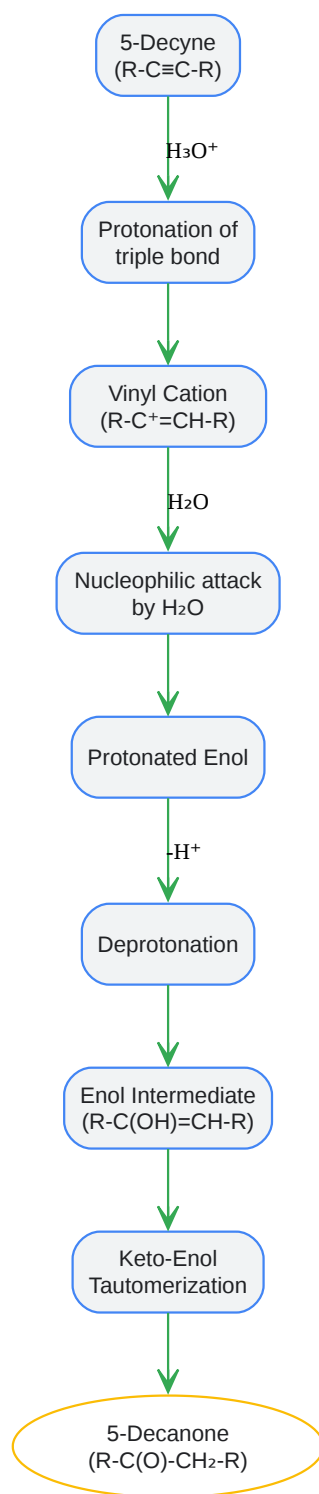 5-Decyne
(R-C≡C-R)
H₃O⁺
Protonation of
triple bond
Vinyl Cation
(R-C⁺=CH-R)
H₂O
Nucleophilic attack
by H₂O
Protonated Enol
-H⁺
Deprotonation
Enol Intermediate
(R-C(OH)=CH-R)
Keto-Enol
Tautomerization
5-Decanone
(R-C(O)-CH₂-R)